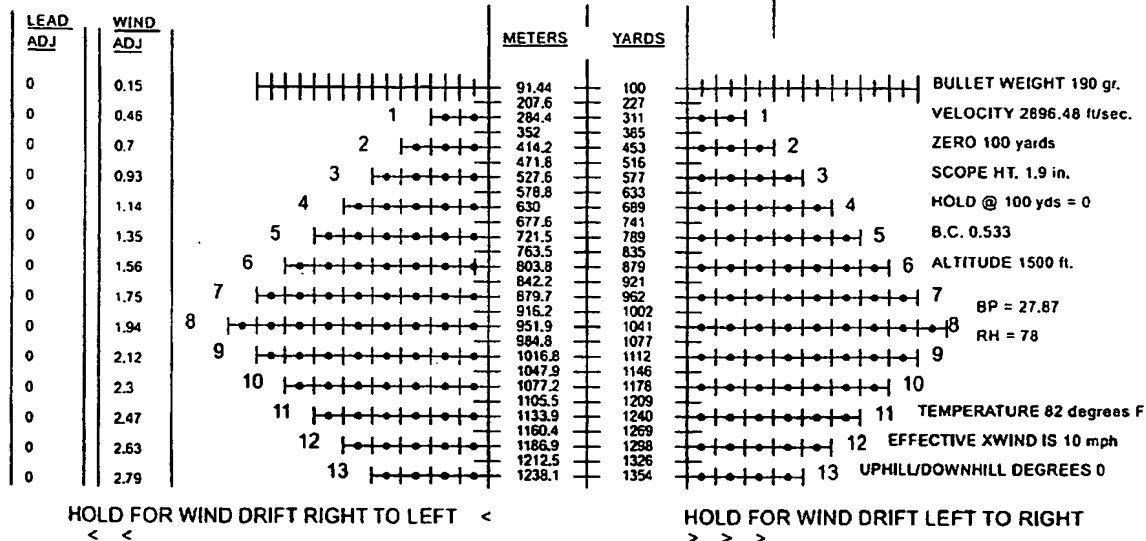 LEAD WIND
ADJ ADJ METERS YARDS
0 0.15 91.44 100 BULLET WEIGHT 190 gr.
207.6 227
0 0.46 1 284.4 311 1 VELOCITY 2896.48 ft/sec.
352 385
0 0.7 2 414.2 453 2 ZERO 100 yards
471.8 516
0 0.93 3 527.6 577 3 SCOPE HT. 1.9 in.
578.8 633
0 1.14 4 630 689 4 HOLD @ 100 yds = 0
677.6 741
0 1.35 5 721.5 789 5 B.C. 0.533
763.5 835
0 1.56 6 803.8 879 6 ALTITUDE 1500 ft.
842.2 921
0 1.75 7 879.7 962 7 BP = 27.87
916.2 1002
0 1.94 8 951.9 1041 8 RH = 78
984.8 1077
0 2.12 9 1016.8 1112 9
1047.9 1146
0 2.3 10 1077.2 1178 10
1105.5 1209
0 2.47 11 1133.9 1240 11 TEMPERATURE 82 degrees F
1160.4 1269
0 2.63 12 1186.9 1298 12 EFFECTIVE XWIND IS 10 mph
1212.5 1326
0 2.79 13 1238.1 1354 13 UPHILL/DOWNHILL DEGREES 0
HOLD FOR WIND DRIFT RIGHT TO LEFT < HOLD FOR WIND DRIFT LEFT TO RIGHT
< < > > >